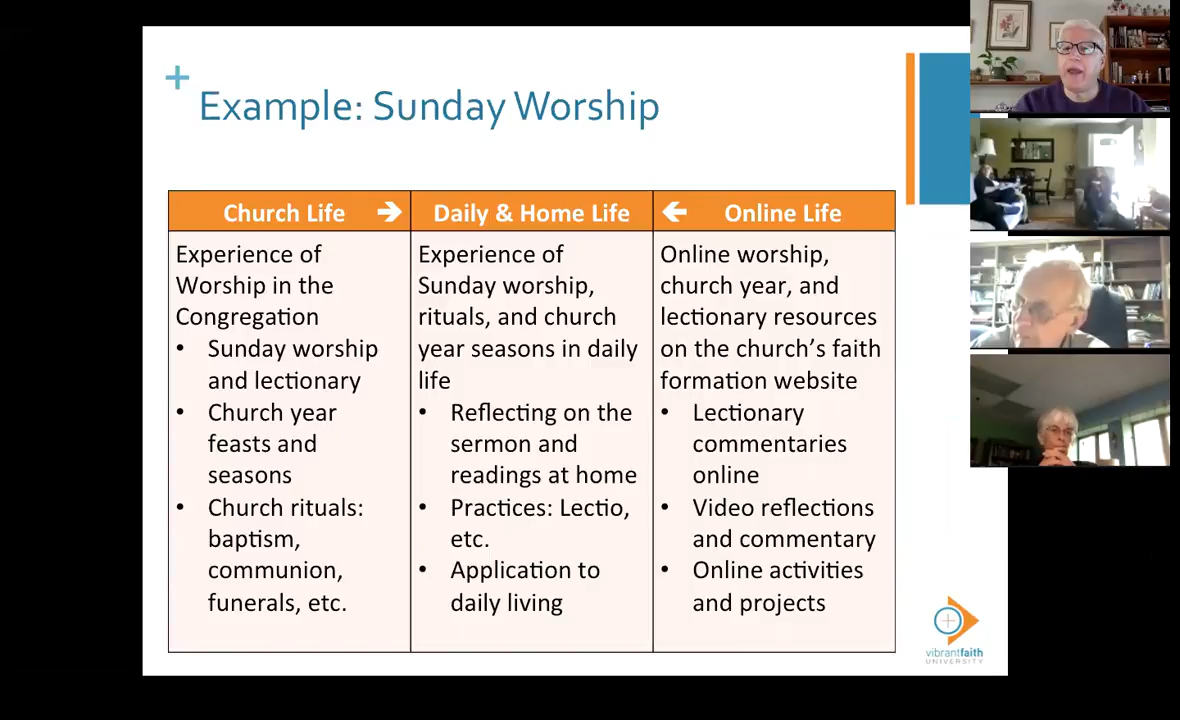 +
Example: Sunday Worship
Church Life →
Daily & Home Life
← Online Life
Experience of
Worship in the
Congregation
• Sunday worship
and lectionary
• Church year
feasts and
seasons
• Church rituals:
baptism,
communion,
funerals, etc.
Experience of
Sunday worship,
rituals, and church
year seasons in daily
life
• Reflecting on the
sermon and
readings at home
• Practices: Lectio,
etc.
• Application to
daily living
Online worship,
church year, and
lectionary resources
on the church’s faith
formation website
• Lectionary
commentaries
online
• Video reflections
and commentary
• Online activities
and projects
vibrantfaith
UNIVERSITY